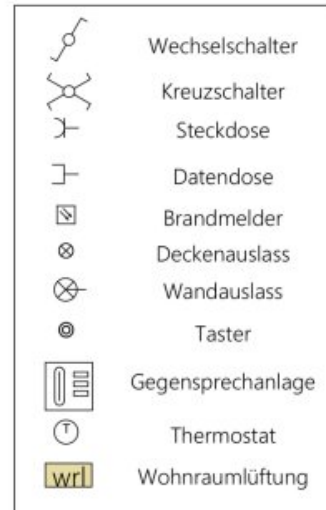 Wechselschalter
Kreuzschalter
Steckdose
Datendose
Brandmelder
Deckenauslass
Wandauslass
Taster
Gegensprechanlage
T Thermostat
wrl Wohnraumlüftung